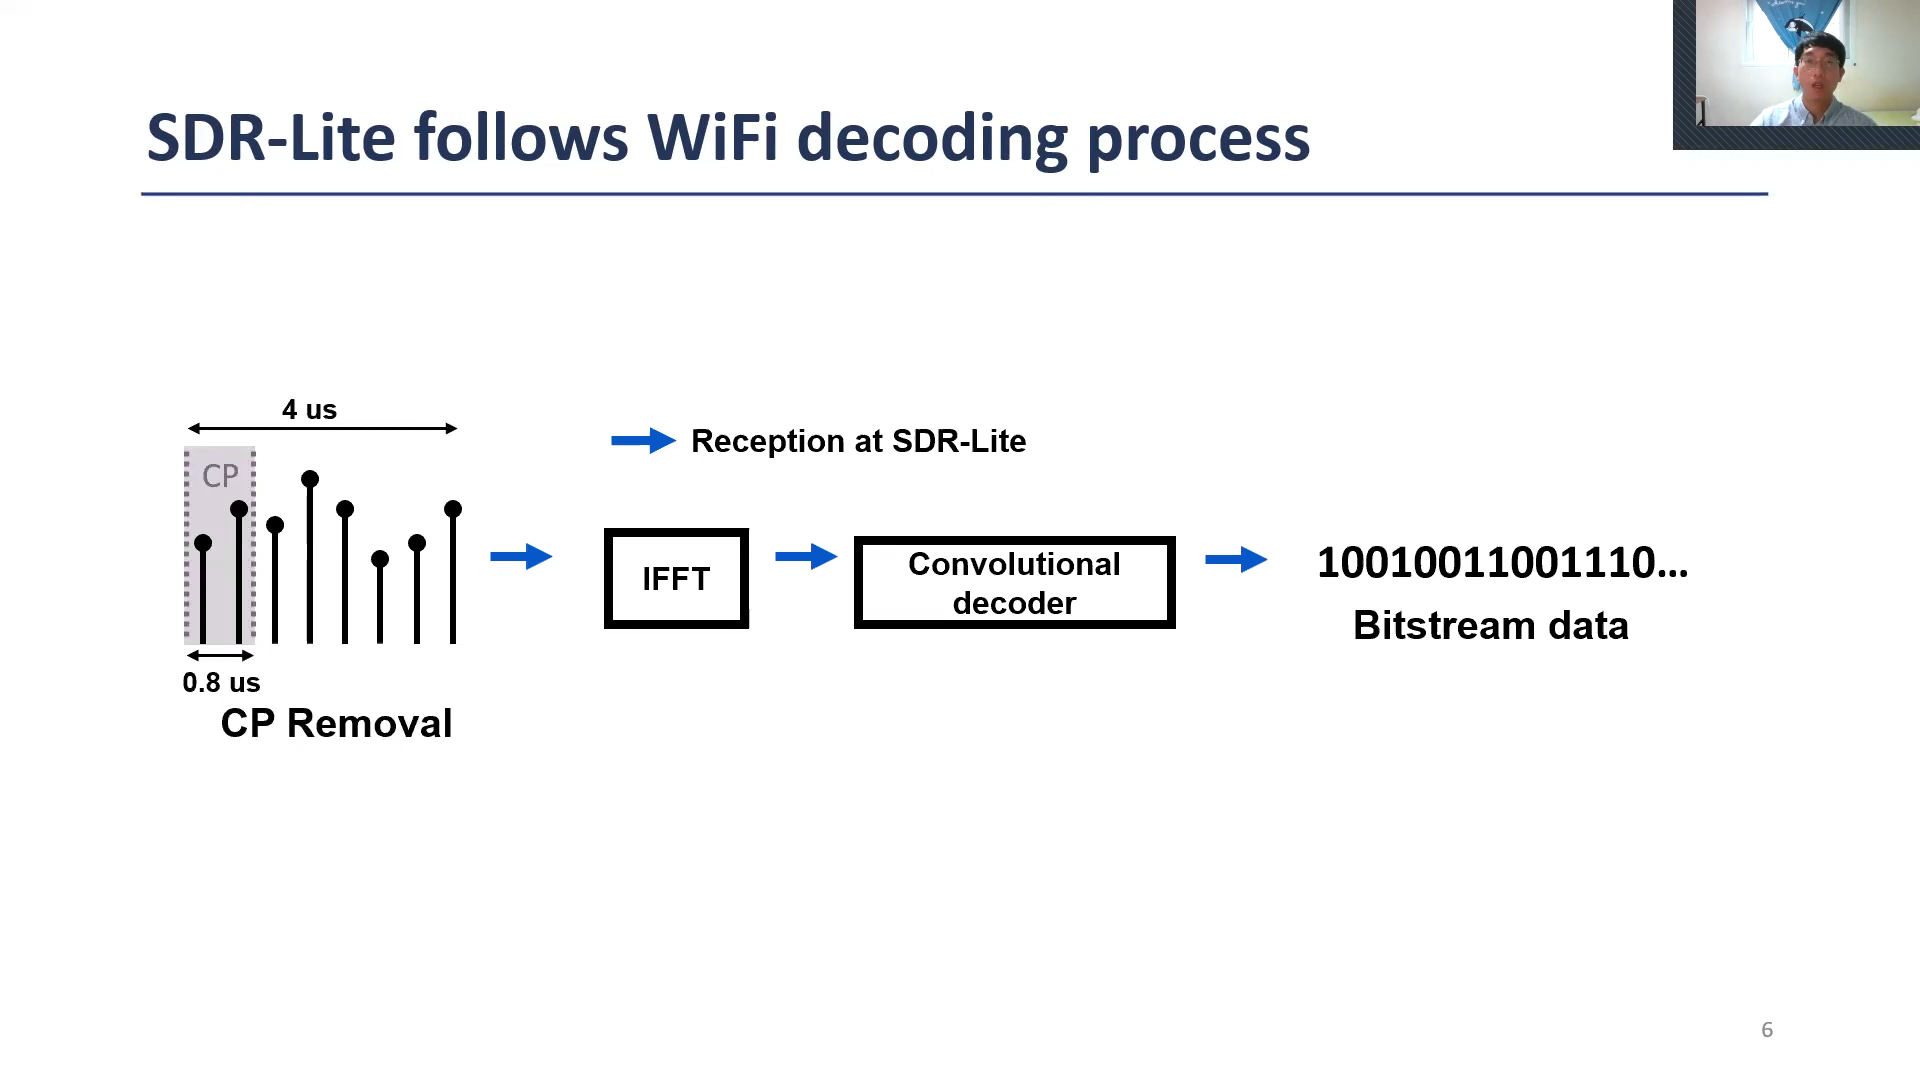 SDR-Lite follows WiFi decoding process
4 us
CP
Reception at SDR-Lite
IFFT
Convolutional
decoder
10010011001110...
Bitstream data
0.8 us
CP Removal
6